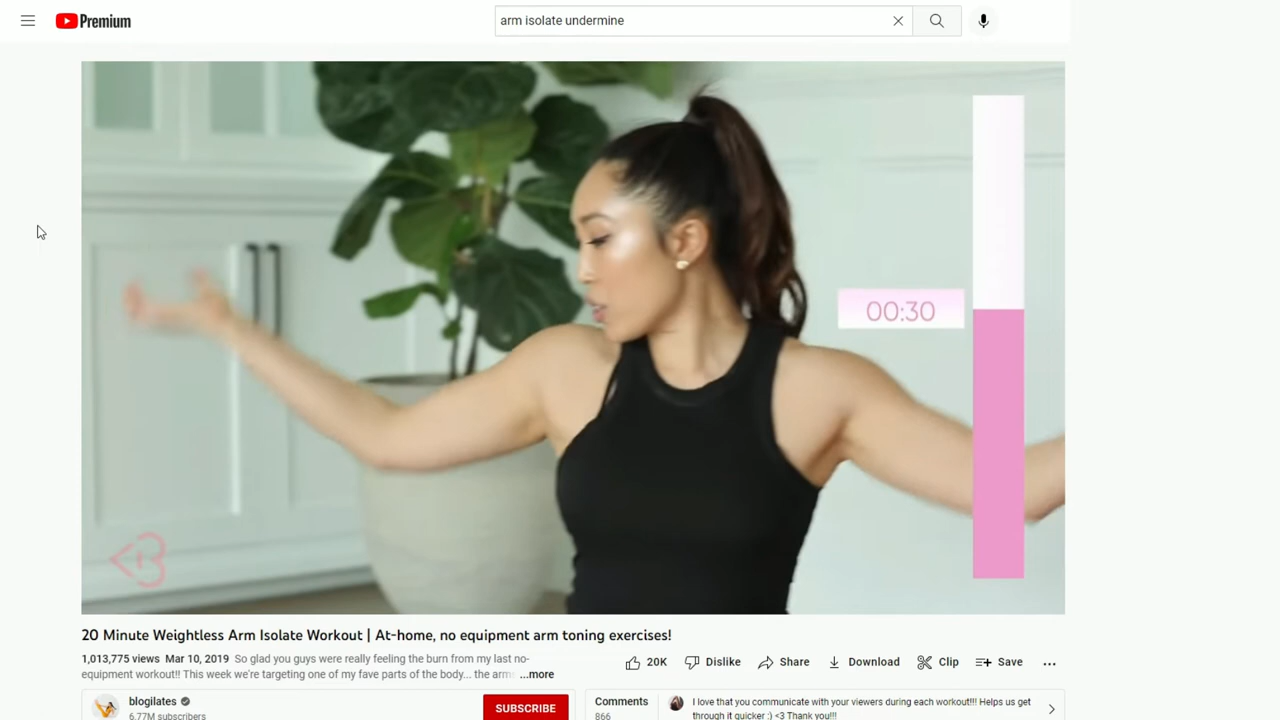 Premium
arm isolate undermine
00:30
<3
20 Minute Weightless Arm Isolate Workout | At-home, no equipment arm toning exercises!
1,013,775 views Mar 10, 2019 So glad you guys were really feeling the burn from my last no-
equipment workout!! This week we're targeting one of my fave parts of the body... the arms ...more
20K
Dislike
Share
Download
Clip
Save
blogilates
6.77M subscribers
SUBSCRIBE
Comments
866
I love that you communicate with your viewers during each workout!!! Helps us get
through it quicker :) <3 Thank you!!!